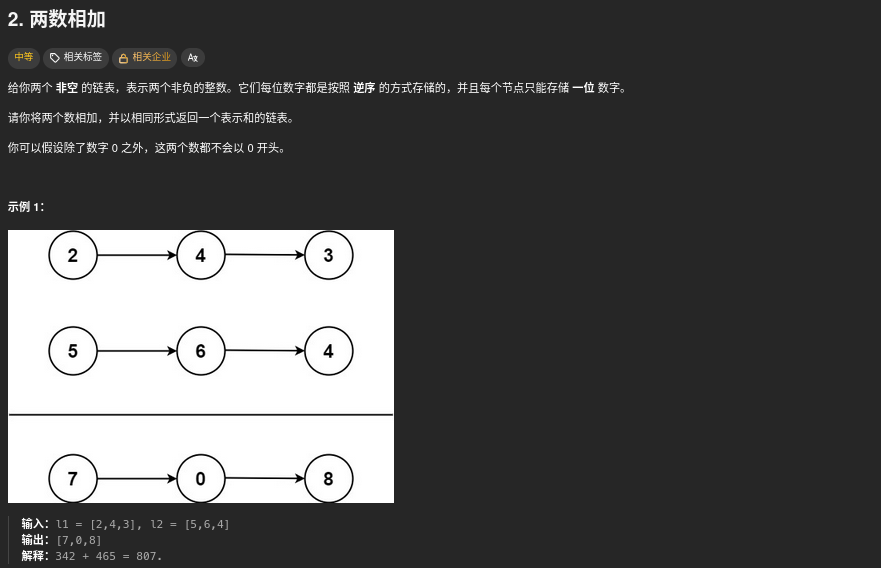 2. 两数相加
中等 相关标签 相关企业
给你两个 非空 的链表，表示两个非负的整数。它们每位数字都是按照 逆序 的方式存储的，并且每个节点只能存储 一位 数字。
请你将两个数相加，并以相同形式返回一个表示和的链表。
你可以假设除了数字 0 之外，这两个数都不会以 0 开头。
示例 1：
2 4 3
5 6 4
7 0 8
输入：l1 = [2,4,3], l2 = [5,6,4]
输出：[7,0,8]
解释：342 + 465 = 807.